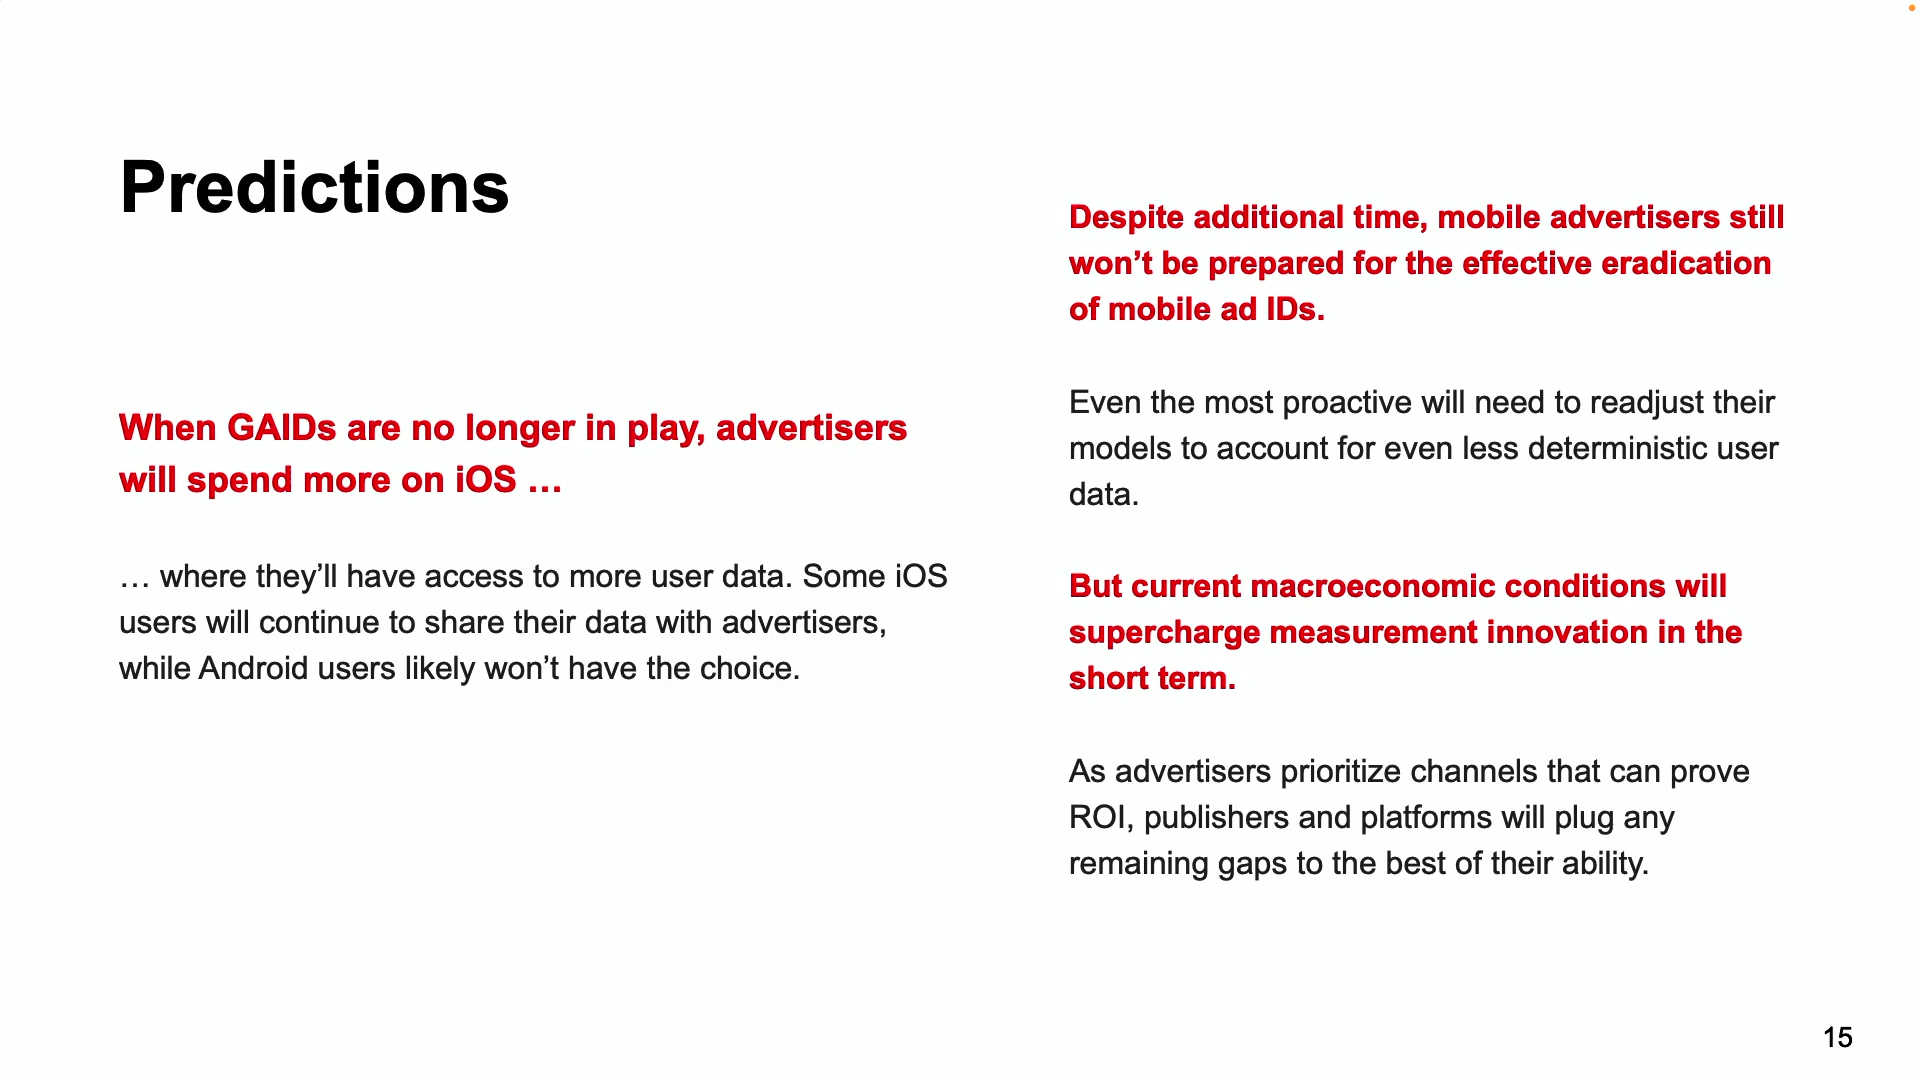 Predictions
When GAIDs are no longer in play, advertisers
will spend more on iOS …
… where they’ll have access to more user data. Some iOS
users will continue to share their data with advertisers,
while Android users likely won’t have the choice.
Despite additional time, mobile advertisers still
won’t be prepared for the effective eradication
of mobile ad IDs.
Even the most proactive will need to readjust their
models to account for even less deterministic user
data.
But current macroeconomic conditions will
supercharge measurement innovation in the
short term.
As advertisers prioritize channels that can prove
ROI, publishers and platforms will plug any
remaining gaps to the best of their ability.
15